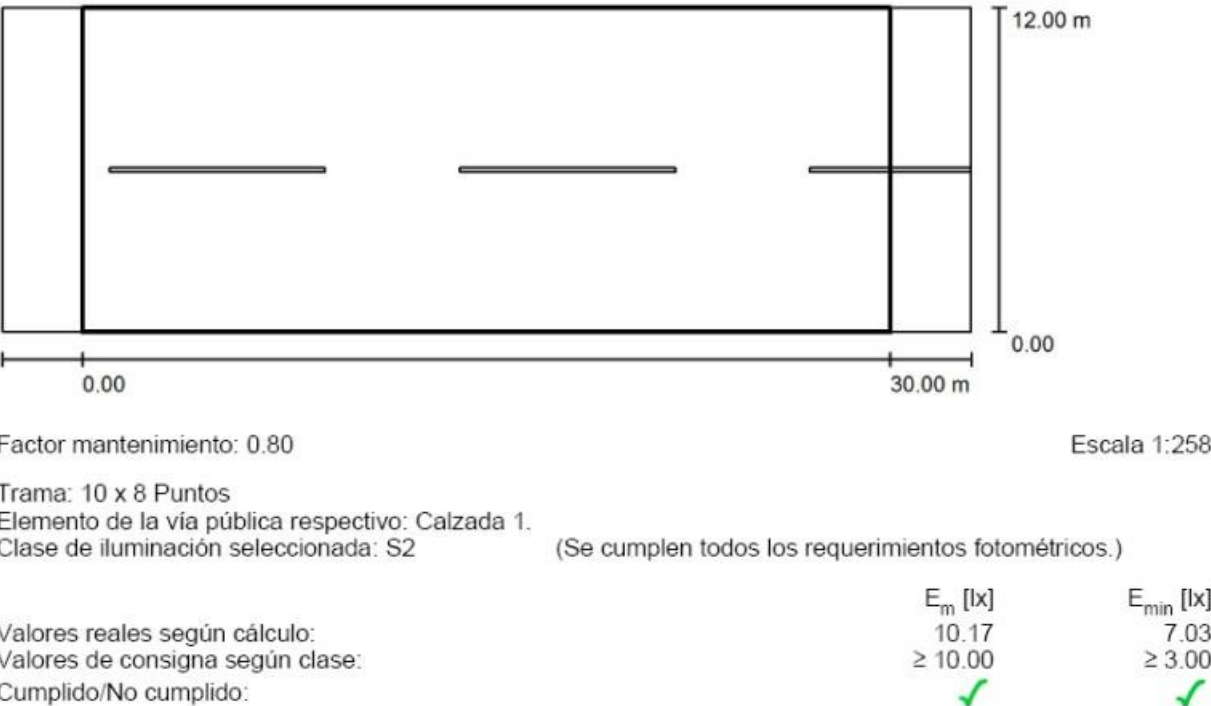 12.00 m
0.00
0.00 30.00 m
Factor mantenimiento: 0.80 Escala 1:258
Trama: 10 x 8 Puntos
Elemento de la vía pública respectivo: Calzada 1.
Clase de iluminación seleccionada: S2 (Se cumplen todos los requerimientos fotométricos.)
Em [lx] Emin [lx]
Valores reales según cálculo: 10.17 7.03
Valores de consigna según clase: ≥ 10.00 ≥ 3.00
Cumplido/No cumplido: ✓ ✓